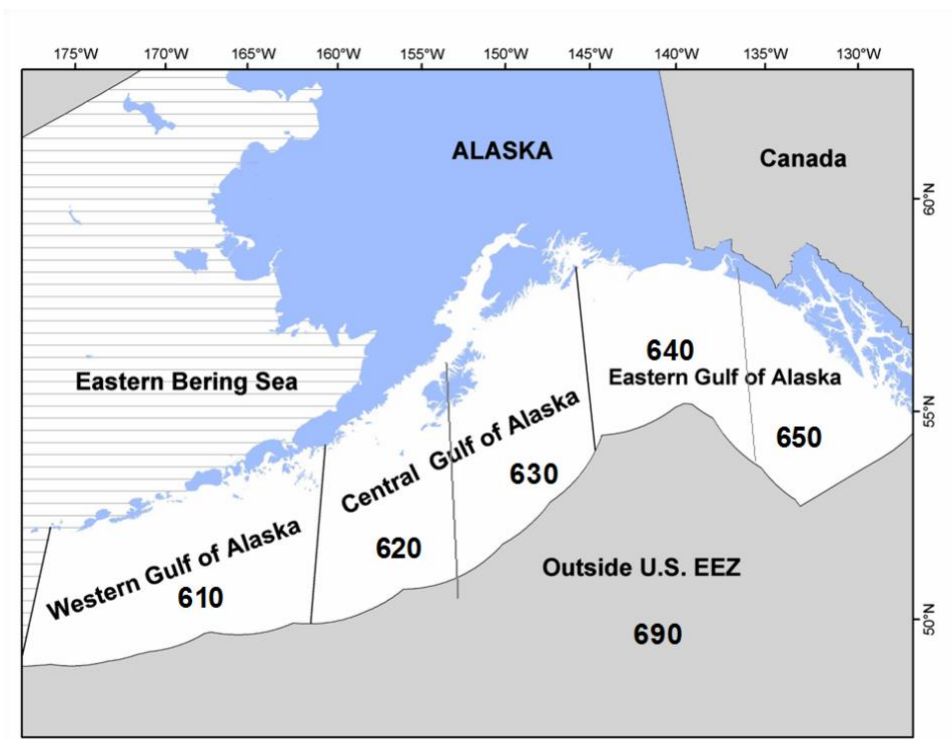 175°W 170°W 165°W 160°W 155°W 150°W 145°W 140°W 135°W 130°W
ALASKA
Canada
60°N
Eastern Bering Sea
640
Eastern Gulf of Alaska
55°N
650
Central Gulf of Alaska
630
620
Western Gulf of Alaska
610
Outside U.S. EEZ
50°N
690